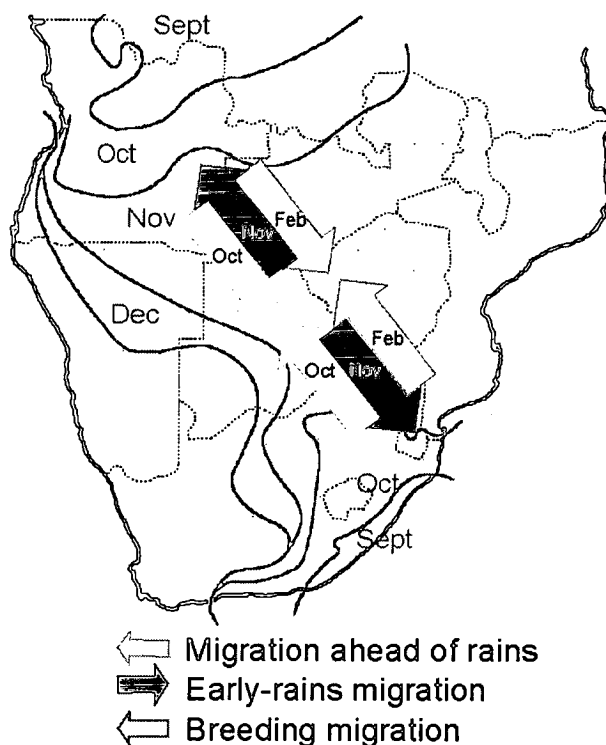 Sept
Oct
Nov
Feb
Nov
Oct
Dec
Feb
Oct Nov
Oct
Sept
Migration ahead of rains
Early-rains migration
Breeding migration